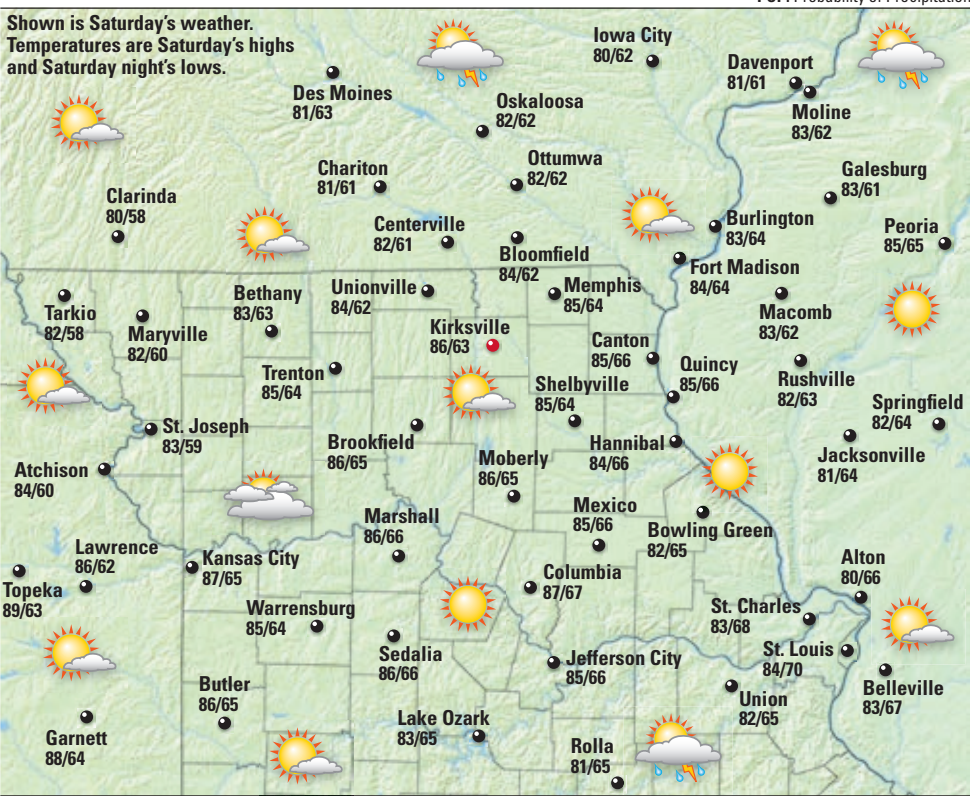 Shown is Saturday's weather.
Temperatures are Saturday's highs
and Saturday night's lows.
Iowa City
80/62
Davenport
81/61
Moline
83/62
Des Moines
81/63
Oskaloosa
82/62
Ottumwa
82/62
Chariton
81/61
Galesburg
83/61
Clarinda
80/58
Centerville
82/61
Bloomfield
84/62
Burlington
83/64
Peoria
85/65
Fort Madison
84/64
Tarkio
82/58
Maryville
82/60
Bethany
83/63
Unionville
84/62
Memphis
85/64
Macomb
83/62
Kirksville
86/63
Canton
85/66
Quincy
85/66
Trenton
85/64
Shelbyville
85/64
Rushville
82/63
Springfield
82/64
St. Joseph
83/59
Brookfield
86/65
Hannibal
84/66
Jacksonville
81/64
Atchison
84/60
Moberly
86/65
Mexico
85/66
Bowling Green
82/65
Marshall
86/66
Lawrence
86/62
Kansas City
87/65
Topeka
89/63
Columbia
87/67
Alton
80/66
Warrensburg
85/64
Sedalia
86/66
St. Charles
83/68
St. Louis
84/70
Jefferson City
85/66
Belleville
83/67
Butler
86/65
Union
82/65
Garnett
88/64
Lake Ozark
83/65
Rolla
81/65